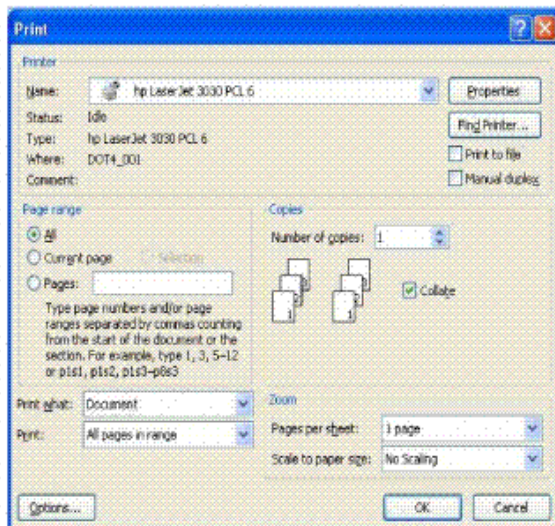 Print
Printer
Name: hp LaserJet 3030 PCL 6 Properties
Status: Idle Find Printer...
Type: hp LaserJet 3030 PCL 6
Where: DOT4_001 Print to file
Comment: Manual duplex
Page range
All
Current page Selection
Pages:
Type page numbers and/or page
ranges separated by commas counting
from the start of the document or the
section. For example, type 1, 3, 5–12
or p1s1, p1s2, p1s3–p8s3
Copies
Number of copies: 1
Collate
Print what: Document
Print: All pages in range
Zoom
Pages per sheet: 1 page
Scale to paper size: No Scaling
Options... OK Cancel